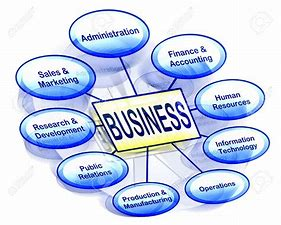 Administration
Finance &
Accounting
Sales &
Marketing
Human
Resources
BUSINESS
Research &
Development
Information
Technology
Public
Relations
Operations
Production &
Manufacturing